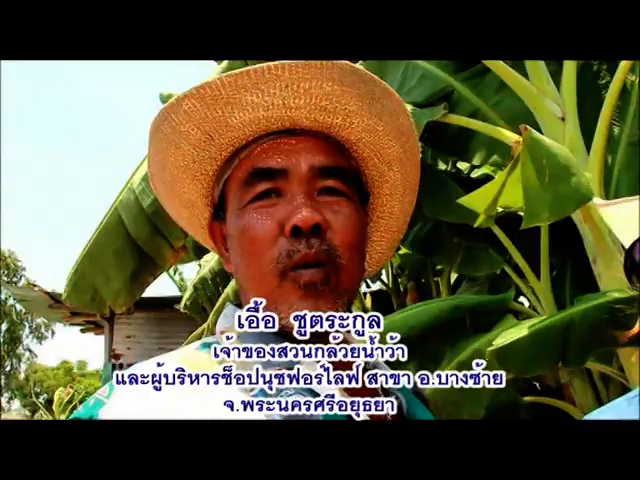 เอื้อ ชูตระกูล
เจ้าของสวนกล้วยน้ำว้า
และผู้บริหารช็อปนุชฟอร์ไลฟ์ สาขา อ.บางซ้าย
จ.พระนครศรีอยุธยา